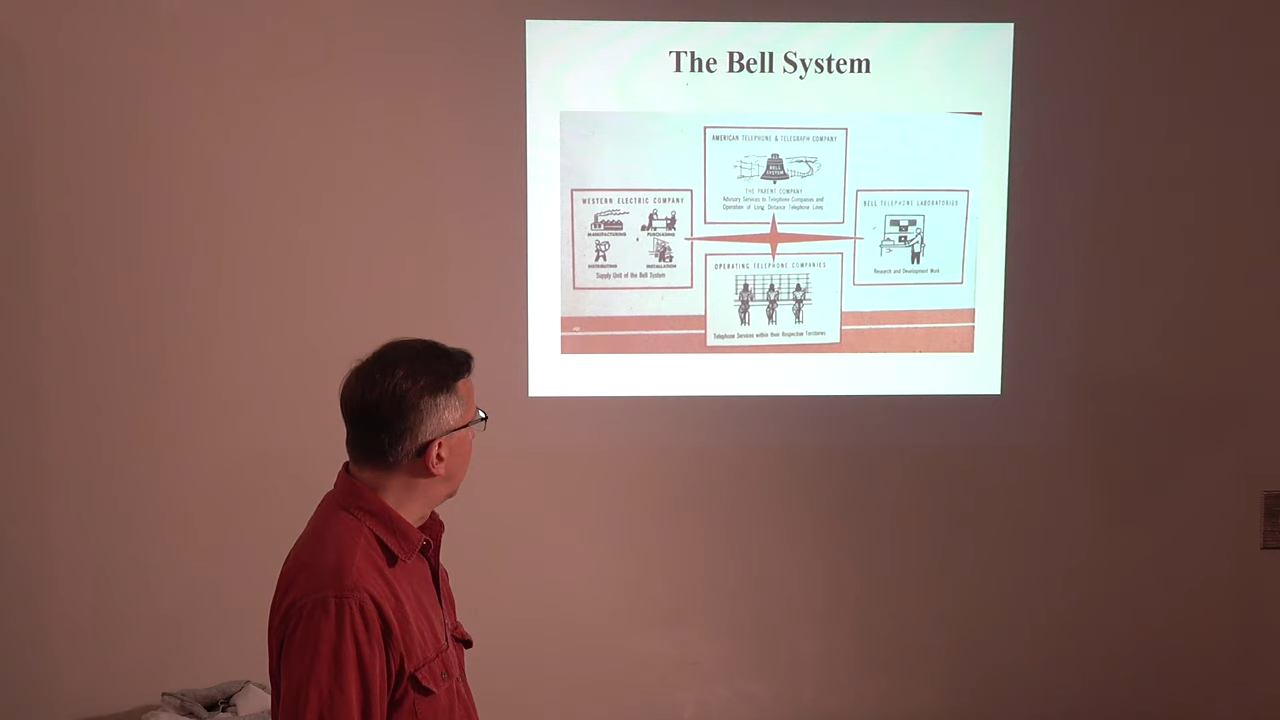 The Bell System
AMERICAN TELEPHONE & TELEGRAPH COMPANY
BELL
SYSTEM
THE PARENT COMPANY
Advisory Services to Telephone Companies and
Operation of Long Distance Telephone Lines
WESTERN ELECTRIC COMPANY
MANUFACTURING PURCHASING
DISTRIBUTING INSTALLATION
Supply Unit of the Bell System
BELL TELEPHONE LABORATORIES
Research and Development Work
OPERATING TELEPHONE COMPANIES
Telephone Services within their Respective Territories